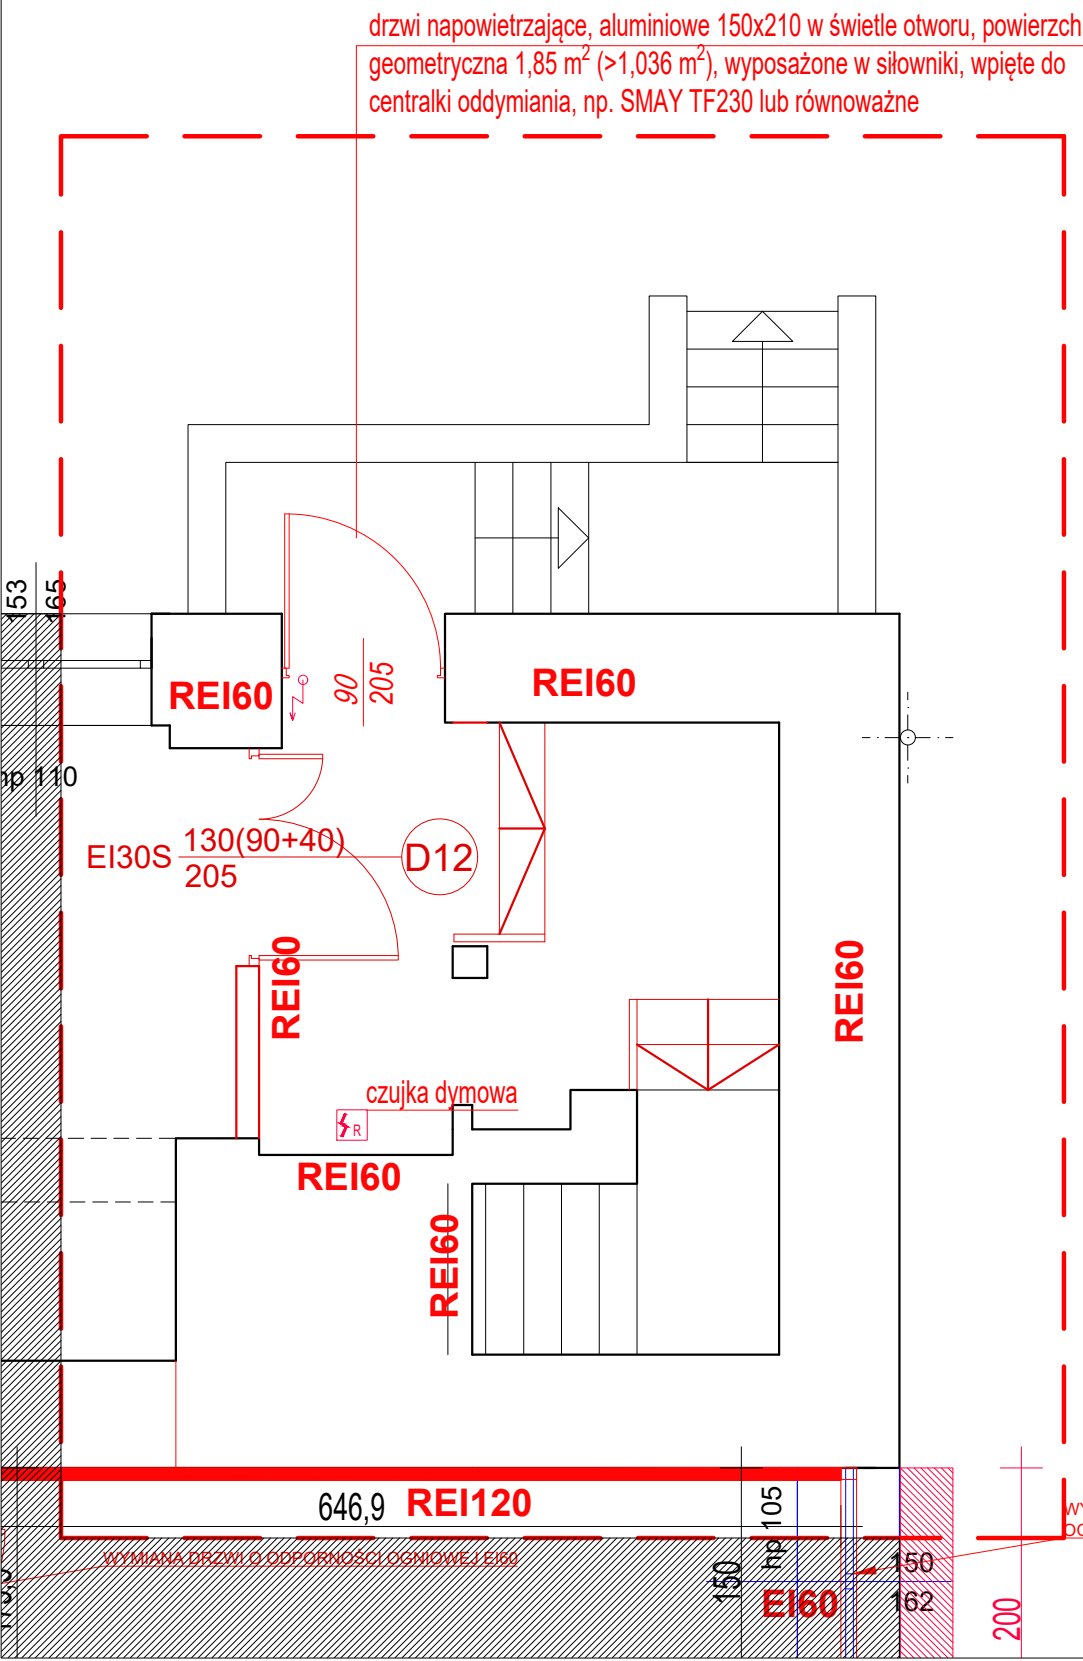 drzwi napowietrzające, aluminiowe 150x210 w świetle otworu, powierzch
geometryczna 1,85 m² (>1,036 m²), wyposażone w siłowniki, wpięte do
centralki oddymiania, np. SMAY TF230 lub równoważne
153
165
REI60
90
205
REI60
hp 110
EI30S
130(90+40)
205
D12
REI60
REI60
czujka dymowa
R
REI60
REI60
646,9
REI120
hp 105
150
WYMIANA DRZWI O ODPORNOŚCI OGNIOWEJ EI60
150
162
EI60
200